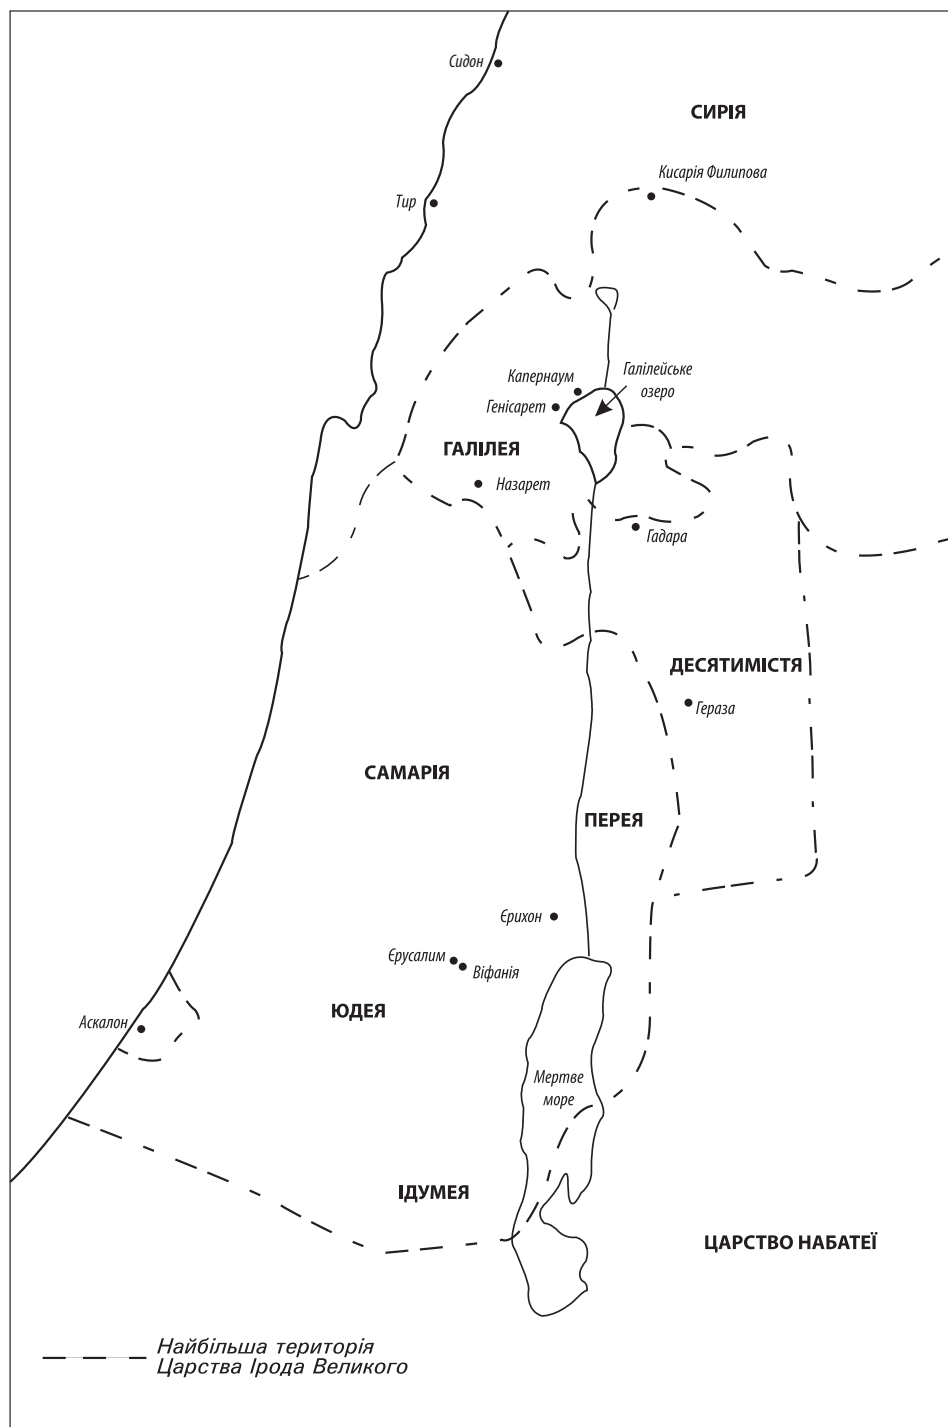 Сидон
СИРІЯ
Кисарія Филипова
Тир
Галілейське
озеро
Капернаум
Генісарет
ГАЛІЛЕЯ
Назарет
Гадара
ДЕСЯТИМІСТЯ
Гераза
САМАРІЯ
ПЕРЕЯ
Єрихон
Єрусалим
Віфанія
ЮДЕЯ
Аскалон
Мертве
море
ІДУМЕЯ
ЦАРСТВО НАБАТЕЇ
Найбільша територія
Царства Ірода Великого